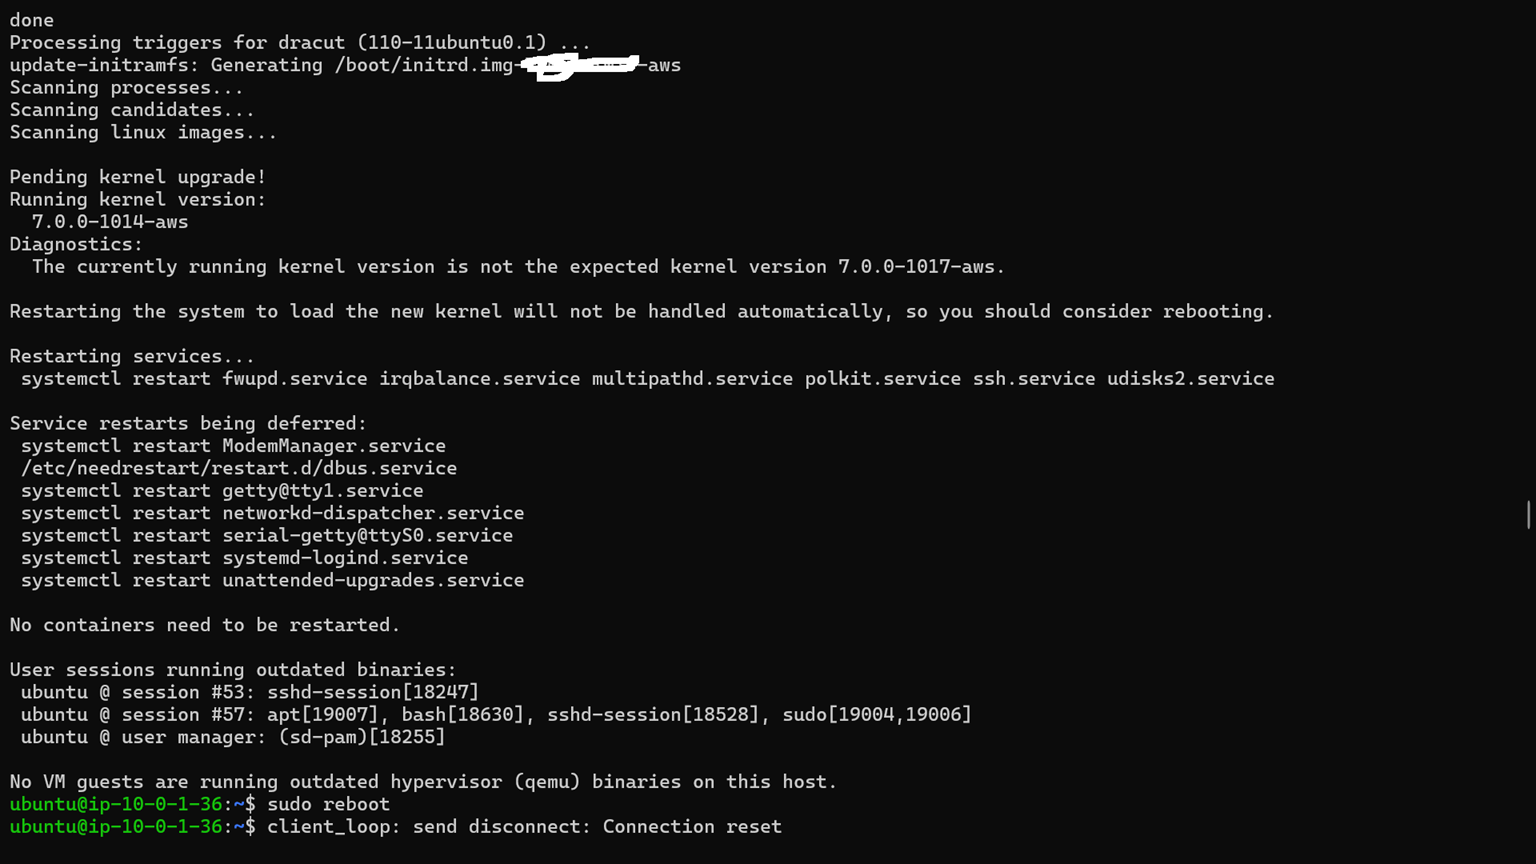 done
Processing triggers for dracut (110-11ubuntu0.1) ...
update-initramfs: Generating /boot/initrd.img- -aws
Scanning processes...
Scanning candidates...
Scanning linux images...
Pending kernel upgrade!
Running kernel version:
7.0.0-1014-aws
Diagnostics:
The currently running kernel version is not the expected kernel version 7.0.0-1017-aws.
Restarting the system to load the new kernel will not be handled automatically, so you should consider rebooting.
Restarting services...
systemctl restart fwupd.service irqbalance.service multipathd.service polkit.service ssh.service udisks2.service
Service restarts being deferred:
systemctl restart ModemManager.service
/etc/needrestart/restart.d/dbus.service
systemctl restart getty@tty1.service
systemctl restart networkd-dispatcher.service
systemctl restart serial-getty@ttyS0.service
systemctl restart systemd-logind.service
systemctl restart unattended-upgrades.service
No containers need to be restarted.
User sessions running outdated binaries:
ubuntu @ session #53: sshd-session[18247]
ubuntu @ session #57: apt[19007], bash[18630], sshd-session[18528], sudo[19004,19006]
ubuntu @ user manager: (sd-pam)[18255]
No VM guests are running outdated hypervisor (qemu) binaries on this host.
ubuntu@ip-10-0-1-36:~$ sudo reboot
ubuntu@ip-10-0-1-36:~$ client_loop: send disconnect: Connection reset